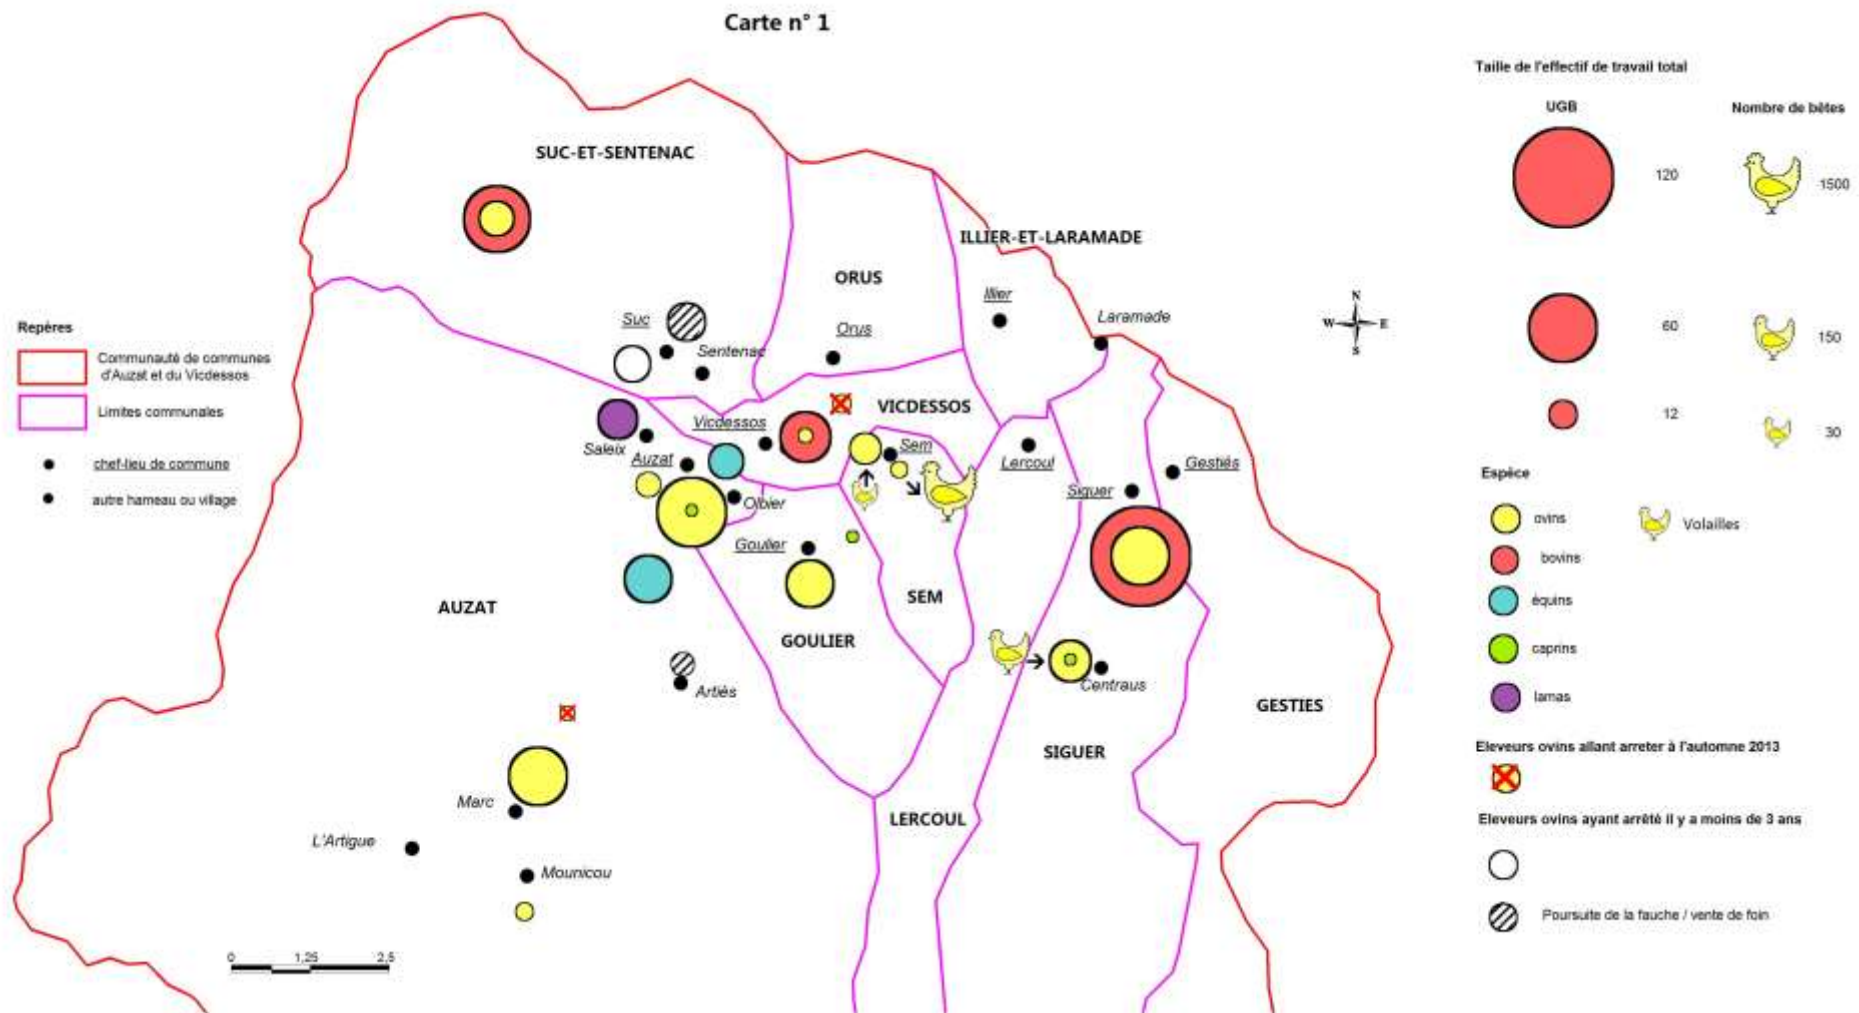 Carte n° 1
SUC-ET-SENTENAC
ILLIER-ET-LARAMADE
ORUS
Illier
Suc
Orus
Laramade
Sentenac
VICDESSOS
Vicdessos
Saleix
Auzat
Sem
Lercoul
Gestiés
Siguer
Olbier
Goulier
AUZAT
SEM
GOULIER
Artiés
Centraus
GESTIES
SIGUER
Marc
LERCOUL
L'Artigue
Mounicou
0 1,25 2,5
N
W E
S
Repères
Communauté de communes
d'Auzat et du Vicdessos
Limites communales
chef-lieu de commune
autre hameau ou village
Taille de l'effectif de travail total
UGB
Nombre de bêtes
120
1500
60
150
12
30
Espèce
ovins
Volailles
bovins
équins
caprins
lamas
Eleveurs ovins allant arreter à l'automne 2013
Eleveurs ovins ayant arrêté il y a moins de 3 ans
Poursuite de la fauche / vente de foin